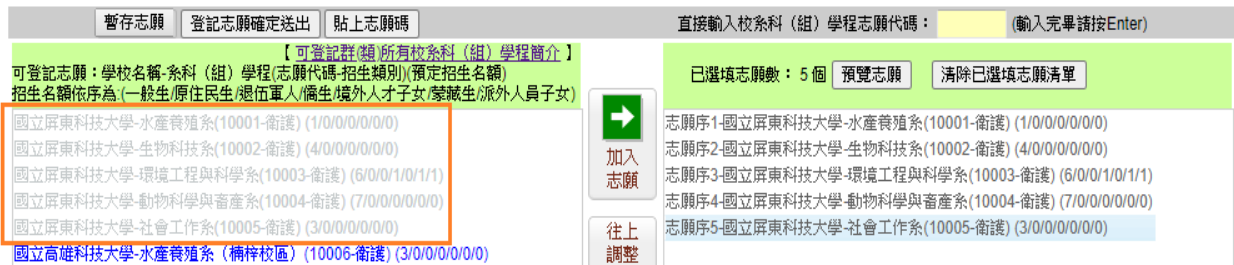 暫存志願 登記志願確定送出 貼上志願碼
直接輸入校系科（組）學程志願代碼： (輸入完畢請按Enter)
【 可登記群(類)所有校系科（組）學程簡介 】
可登記志願：學校名稱-系科（組）學程(志願代碼-招生類別)(預定招生名額)
招生名額依序為:(一般生/原住民生/退伍軍人/僑生/境外人才子女/蒙藏生/派外人員子女)
國立屏東科技大學-水產養殖系(10001-衛護) (1/0/0/0/0/0/0)
國立屏東科技大學-生物科技系(10002-衛護) (4/0/0/0/0/0/0)
國立屏東科技大學-環境工程與科學系(10003-衛護) (6/0/0/1/0/1/1)
國立屏東科技大學-動物科學與畜產系(10004-衛護) (7/0/0/0/0/0/0)
國立屏東科技大學-社會工作系(10005-衛護) (3/0/0/0/0/0/0)
國立高雄科技大學-水產養殖系（楠梓校區）(10006-衛護) (3/0/0/0/0/0/0)
加入
志願
往上
調整
已選填志願數： 5 個 預覽志願 清除已選填志願清單
志願序1-國立屏東科技大學-水產養殖系(10001-衛護) (1/0/0/0/0/0/0)
志願序2-國立屏東科技大學-生物科技系(10002-衛護) (4/0/0/0/0/0/0)
志願序3-國立屏東科技大學-環境工程與科學系(10003-衛護) (6/0/0/1/0/1/1)
志願序4-國立屏東科技大學-動物科學與畜產系(10004-衛護) (7/0/0/0/0/0/0)
志願序5-國立屏東科技大學-社會工作系(10005-衛護) (3/0/0/0/0/0/0)